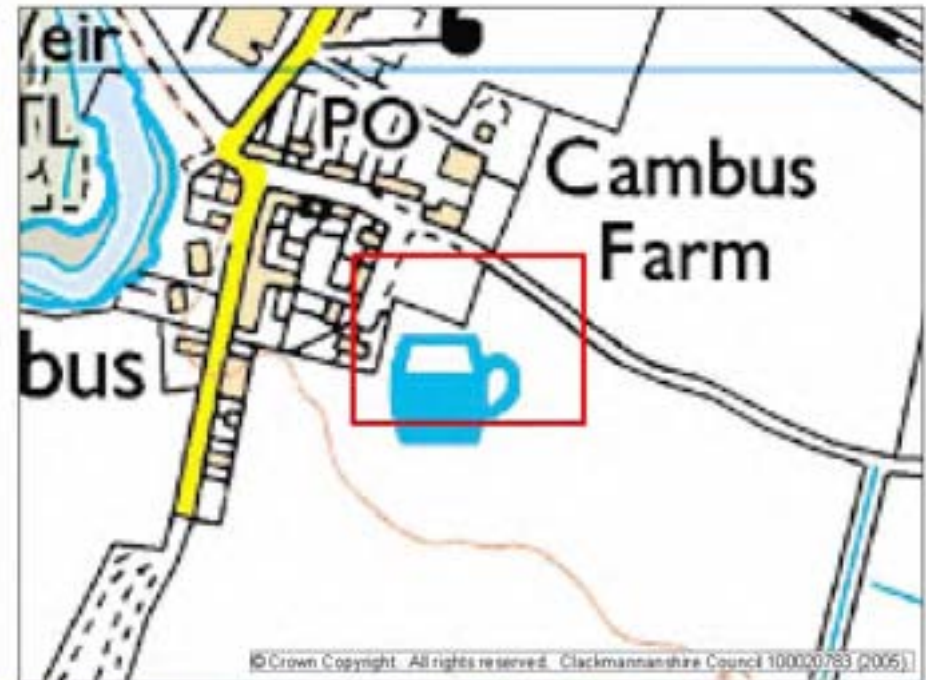 eir
TL
PO
Cambus
Farm
bus
© Crown Copyright. All rights reserved. Clackmannanshire Council 100020783 (2005).